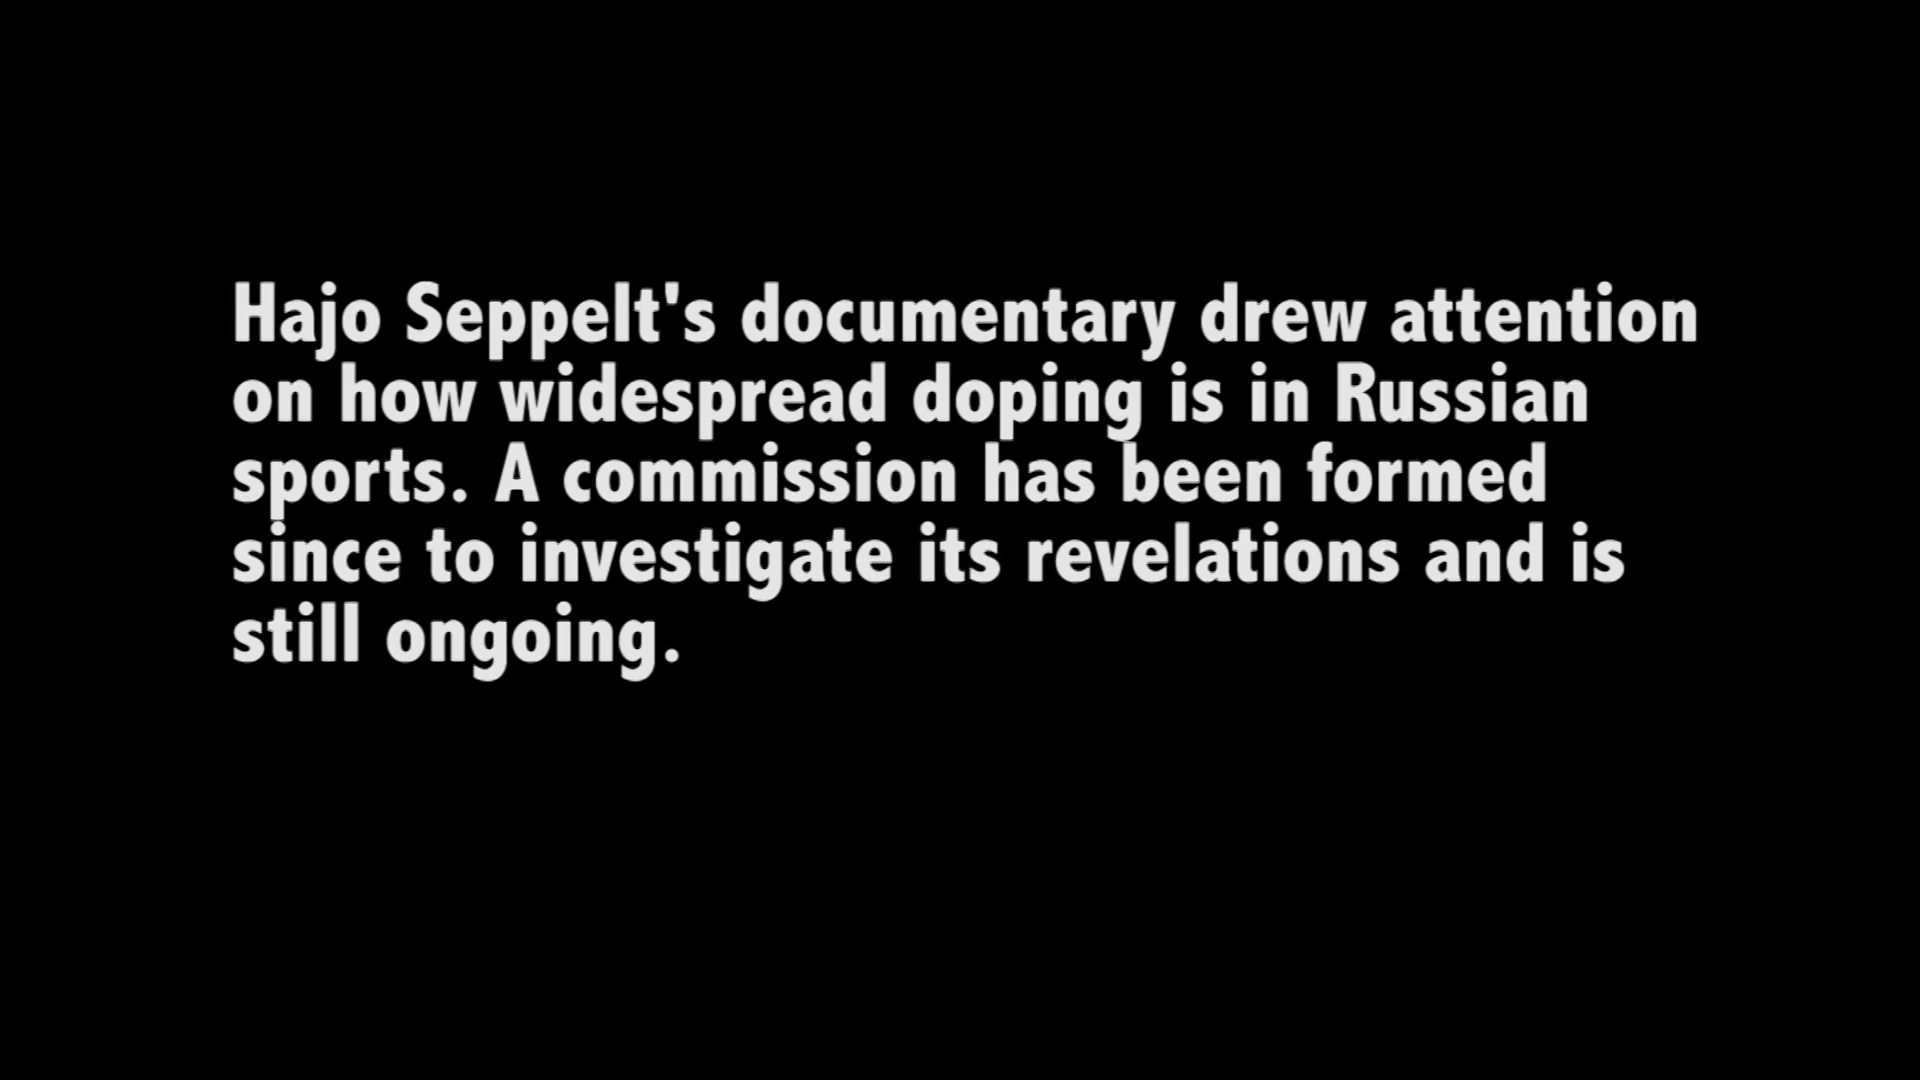 Hajo Seppelt's documentary drew attention
on how widespread doping is in Russian
sports. A commission has been formed
since to investigate its revelations and is
still ongoing.